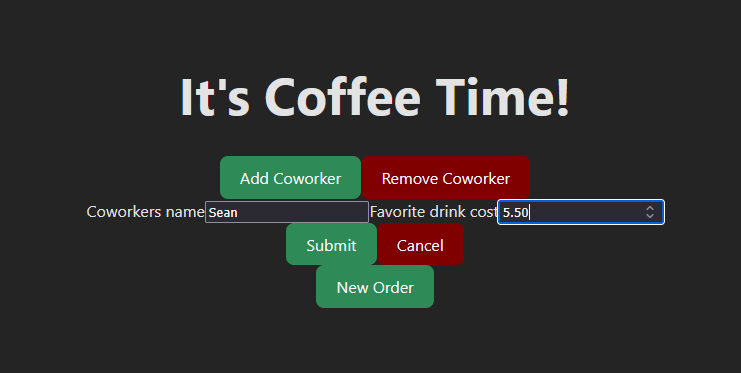 It's Coffee Time!
Add Coworker Remove Coworker
Coworkers name Sean Favorite drink cost 5.50
Submit Cancel
New Order